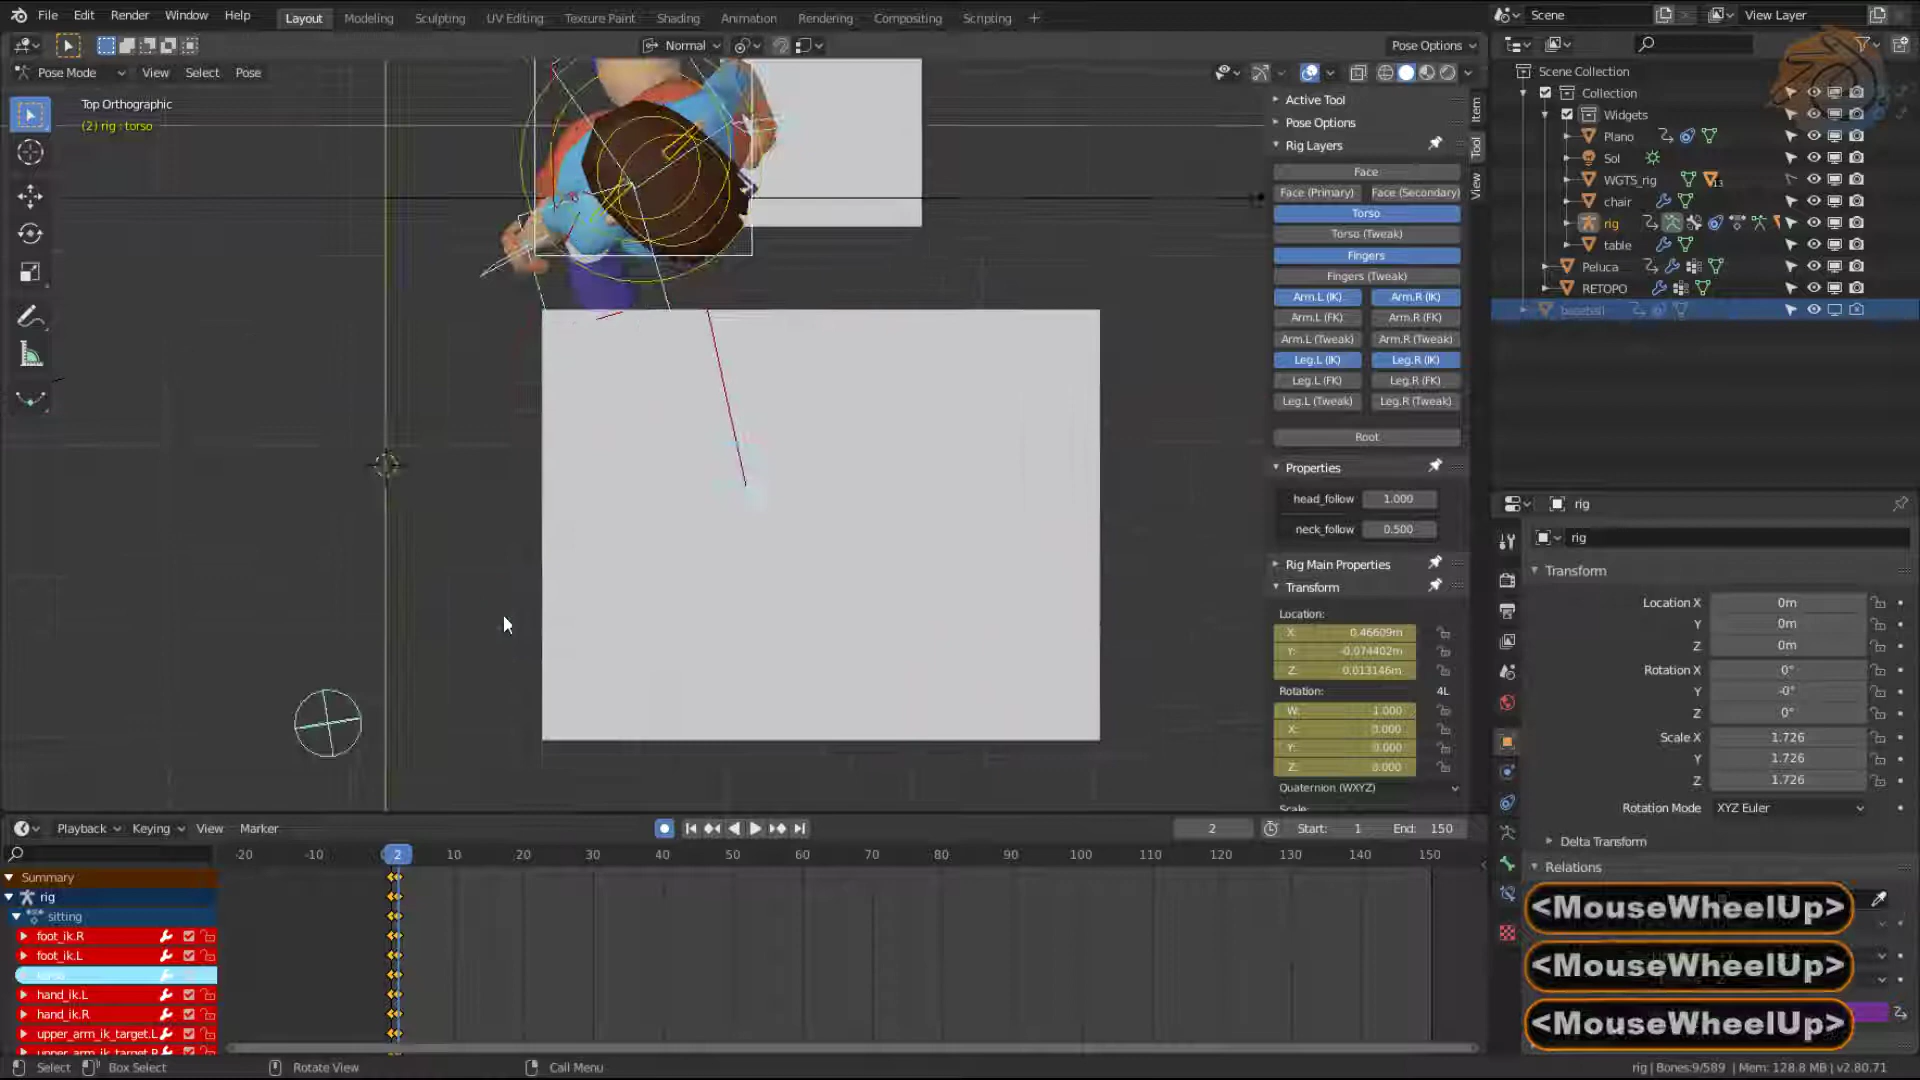 File Edit Render Window Help Layout Modeling Sculpting UV Editing Texture Paint Shading Animation Rendering Compositing Scripting + Scene View Layer
Normal Pose Options
Pose Mode View Select Pose
Top Orthographic
(2) rig : torso
Active Tool
Pose Options
Rig Layers
Face
Face (Primary) Face (Secondary)
Torso
Torso (Tweak)
Fingers
Fingers (Tweak)
Arm.L (IK) Arm.R (IK)
Arm.L (FK) Arm.R (FK)
Arm.L (Tweak) Arm.R (Tweak)
Leg.L (IK) Leg.R (IK)
Leg.L (FK) Leg.R (FK)
Leg.L (Tweak) Leg.R (Tweak)
Root
Properties
head_follow 1.000
neck_follow 0.500
Rig Main Properties
Transform
Location:
X: 0.46609m
Y: -0.074402m
Z: 0.013146m
Rotation: 4L
W: 1.000
X: 0.000
Y: 0.000
Z: 0.000
Quaternion (WXYZ)
Scale:
Item
Tool
View
Scene Collection
Collection
Widgets
Plano
Sol
WGTS_rig 13
chair
rig
table
Peluca
RETOPO
baseball
rig
rig
Transform
Location X 0m
Y 0m
Z 0m
Rotation X 0°
Y -0°
Z 0°
Scale X 1.726
Y 1.726
Z 1.726
Rotation Mode XYZ Euler
Delta Transform
Relations
<MouseWheelUp>
<MouseWheelUp>
<MouseWheelUp>
Playback Keying View Marker 2 Start: 1 End: 150
-20 -10 2 10 20 30 40 50 60 70 80 90 100 110 120 130 140 150
Summary
rig
sitting
foot_ik.R
foot_ik.L
hand_ik.L
hand_ik.R
upper_arm_ik_target.L
upper_arm_ik_target.R
Select Box Select Rotate View Call Menu rig | Bones:9/589 | Mem: 128.8 MB | v2.80.71